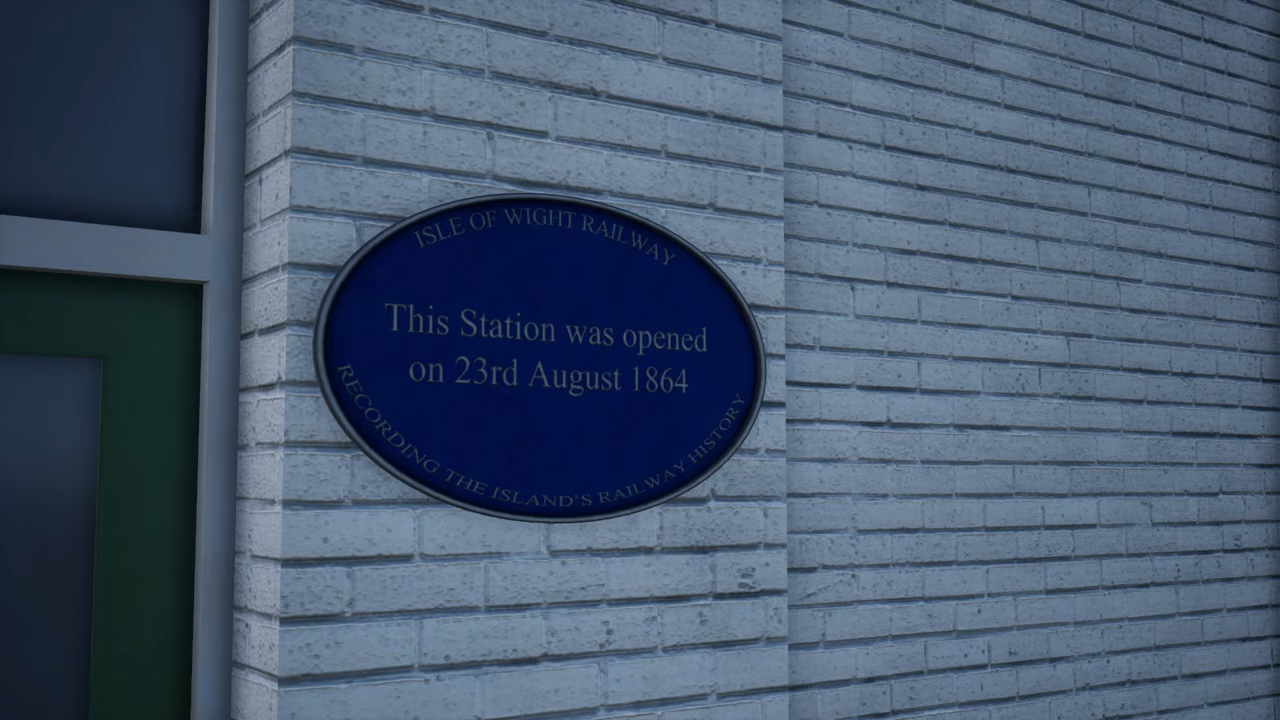 ISLE OF WIGHT RAILWAY
This Station was opened
on 23rd August 1864
RECORDING THE ISLAND'S RAILWAY HISTORY